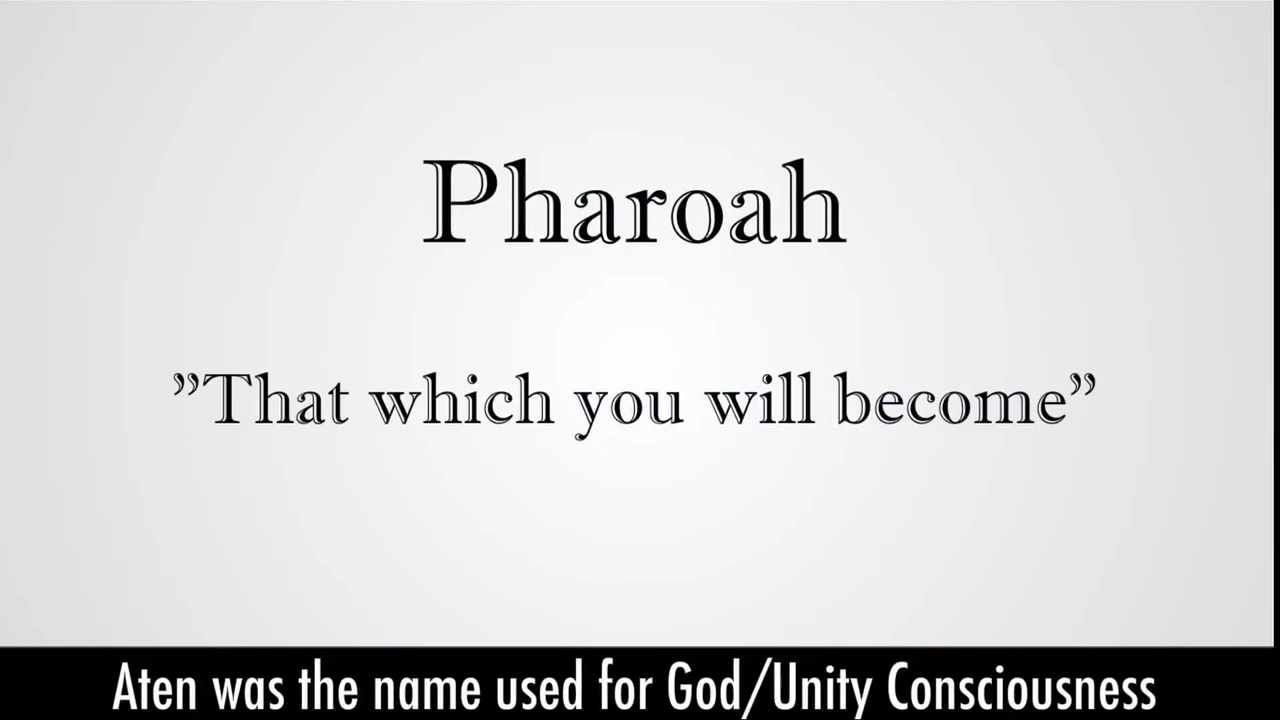 Pharoah
”That which you will become”
Aten was the name used for God/Unity Consciousness